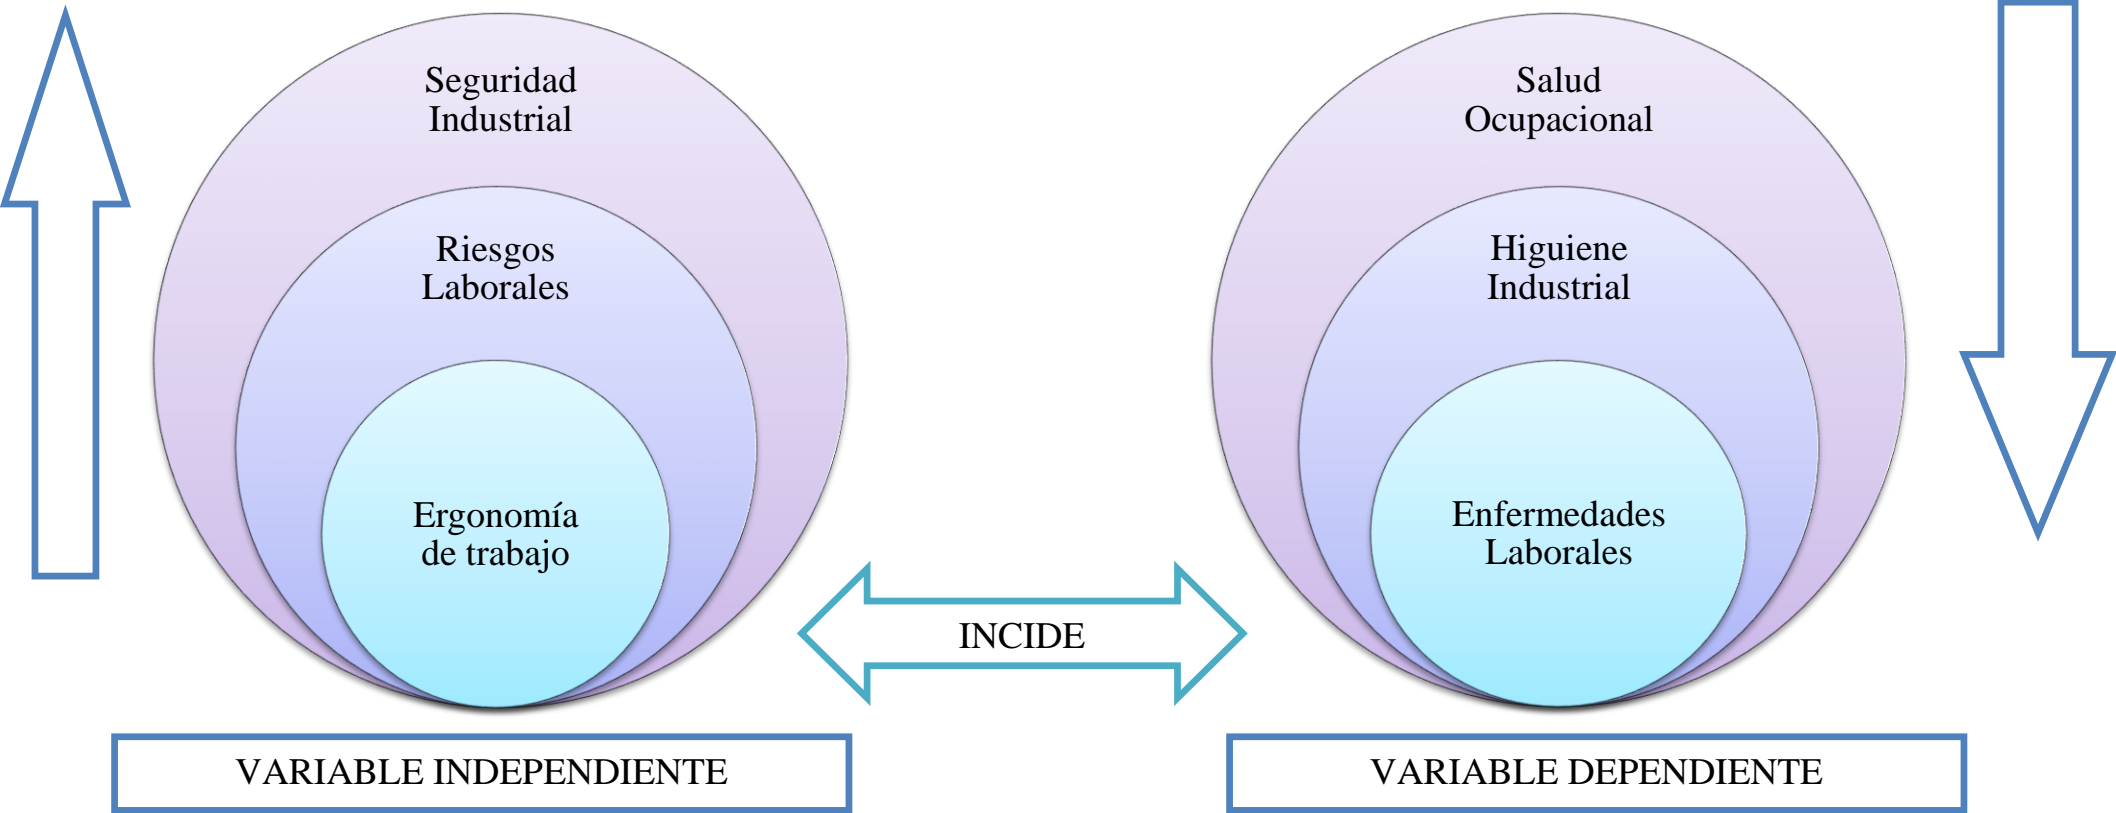 Seguridad
Industrial
Riesgos
Laborales
Ergonomía
de trabajo
Salud
Ocupacional
Higuiene
Industrial
Enfermedades
Laborales
INCIDE
VARIABLE INDEPENDIENTE
VARIABLE DEPENDIENTE